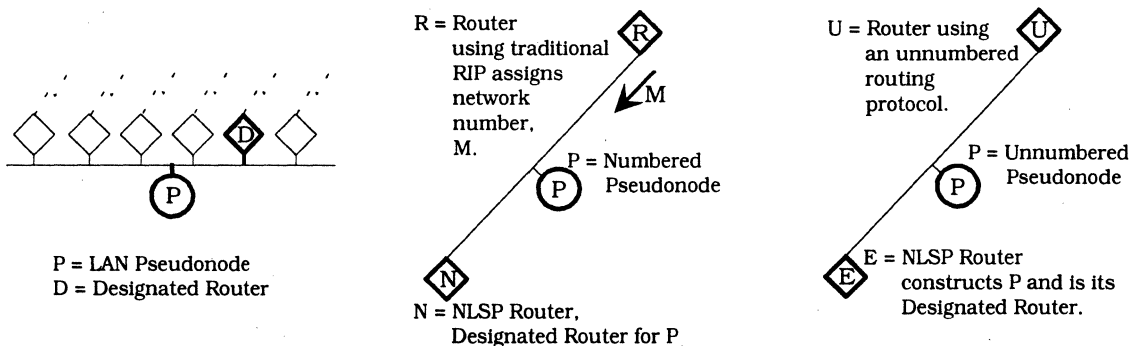 D
P
P = LAN Pseudonode
D = Designated Router
R = Router
using traditional
RIP assigns
network
number,
M.
R
M
P = Numbered
Pseudonode
P
N
N = NLSP Router,
Designated Router for P
U = Router using
an unnumbered
routing
protocol.
U
P = Unnumbered
Pseudonode
P
E
E = NLSP Router
constructs P and is its
Designated Router.